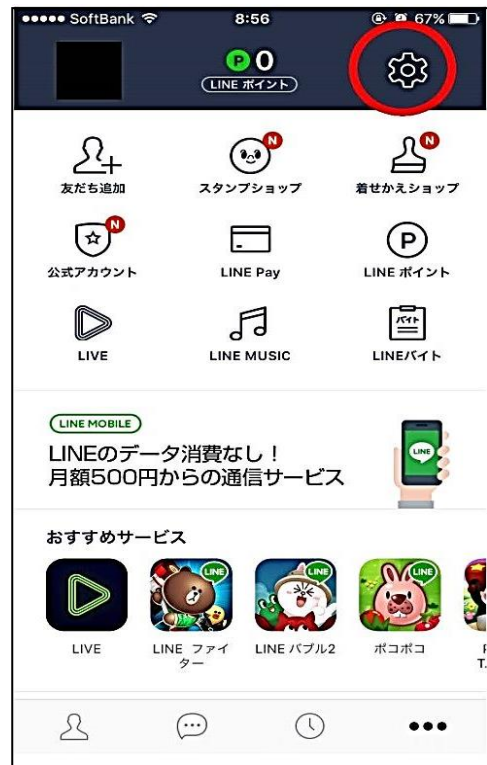 SoftBank 8:56 67%
P 0
LINE ポイント
N N
友だち追加 スタンプショップ 着せかえショップ
N P
公式アカウント LINE Pay LINE ポイント
バイト
LIVE LINE MUSIC LINEバイト
LINE MOBILE
LINEのデータ消費なし！
月額500円からの通信サービス
LINE
おすすめサービス
LINE LINE LINE
LIVE LINE ファイ LINE バブル2 ポコポコ
ター